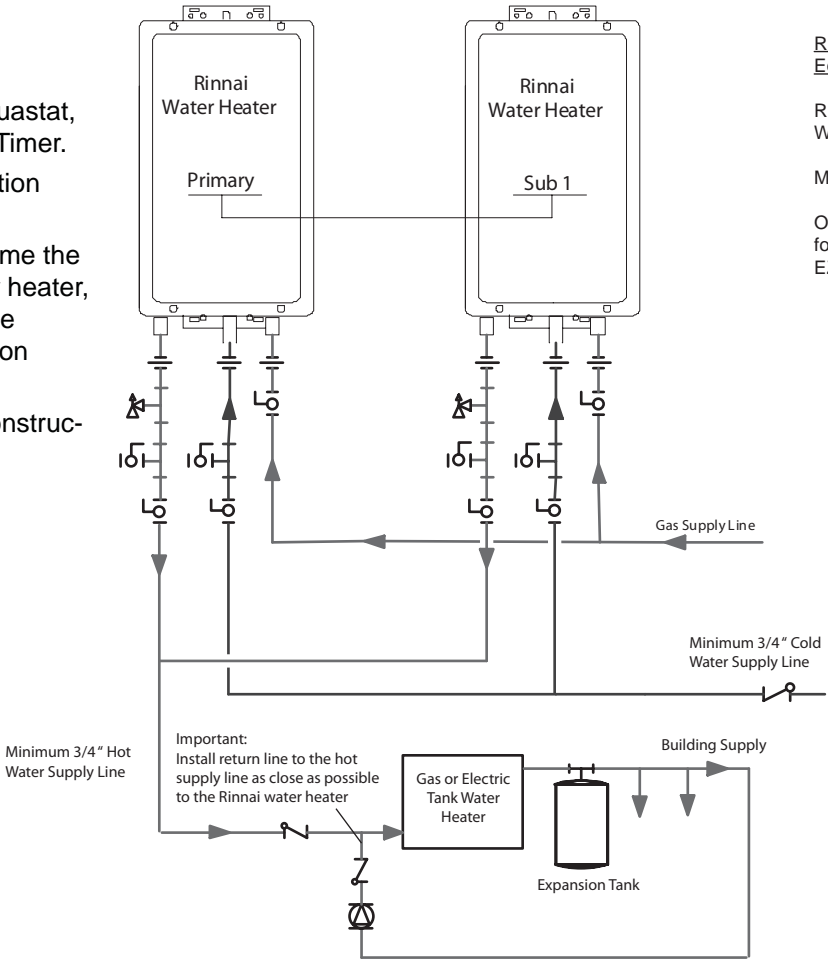 uastat,
Timer.
tion
me the
heater,
e
on
onstruc-
Rinnai
Water Heater
Primary
Rinnai
Water Heater
Sub 1
R
E
R
W
M
O
fo
E
Gas Supply Line
Minimum 3/4" Cold
Water Supply Line
Minimum 3/4" Hot
Water Supply Line
Important:
Install return line to the hot
supply line as close as possible
to the Rinnai water heater
Gas or Electric
Tank Water
Heater
Building Supply
Expansion Tank